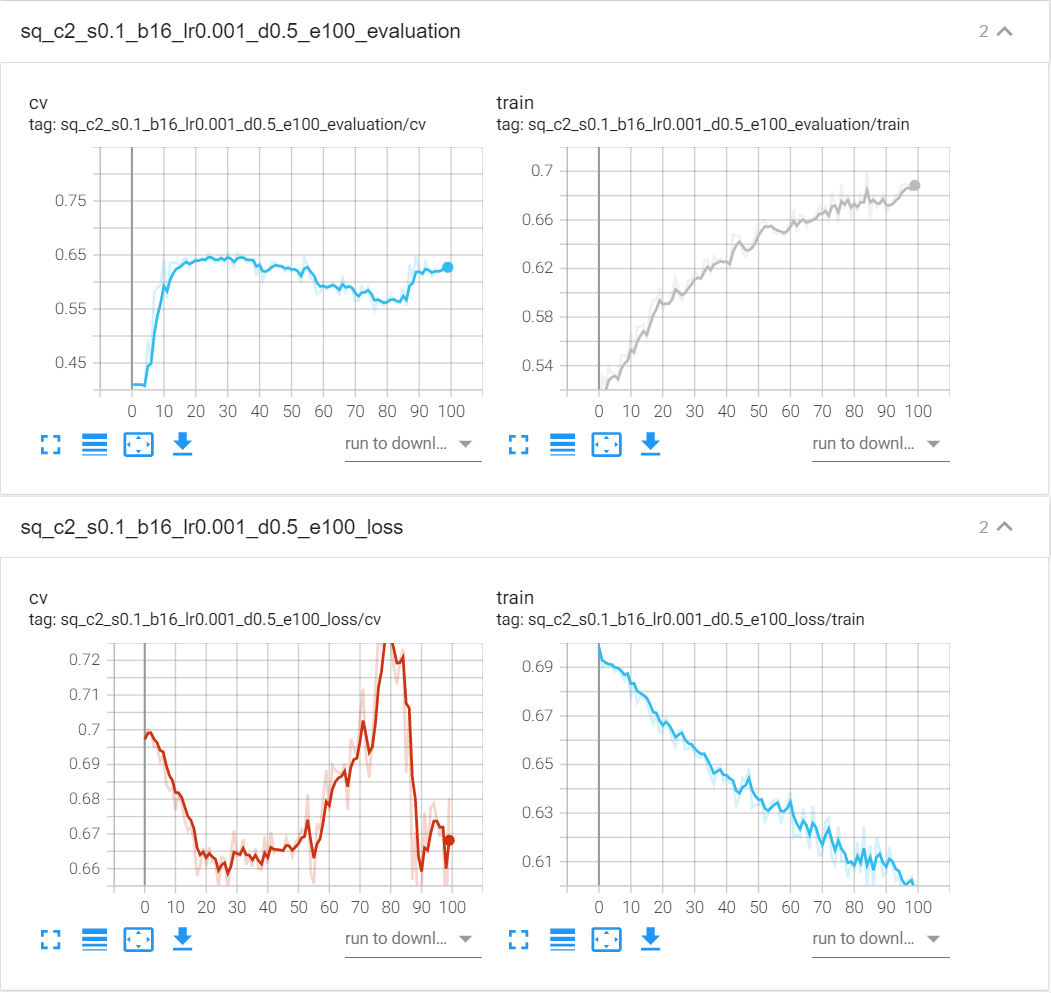 sq_c2_s0.1_b16_lr0.001_d0.5_e100_evaluation 2
cv
tag: sq_c2_s0.1_b16_lr0.001_d0.5_e100_evaluation/cv
0.75
0.65
0.55
0.45
0 10 20 30 40 50 60 70 80 90 100
run to downl...
train
tag: sq_c2_s0.1_b16_lr0.001_d0.5_e100_evaluation/train
0.7
0.66
0.62
0.58
0.54
0 10 20 30 40 50 60 70 80 90 100
run to downl...
sq_c2_s0.1_b16_lr0.001_d0.5_e100_loss 2
cv
tag: sq_c2_s0.1_b16_lr0.001_d0.5_e100_loss/cv
0.72
0.71
0.7
0.69
0.68
0.67
0.66
0 10 20 30 40 50 60 70 80 90 100
run to downl...
train
tag: sq_c2_s0.1_b16_lr0.001_d0.5_e100_loss/train
0.69
0.67
0.65
0.63
0.61
0 10 20 30 40 50 60 70 80 90 100
run to downl...